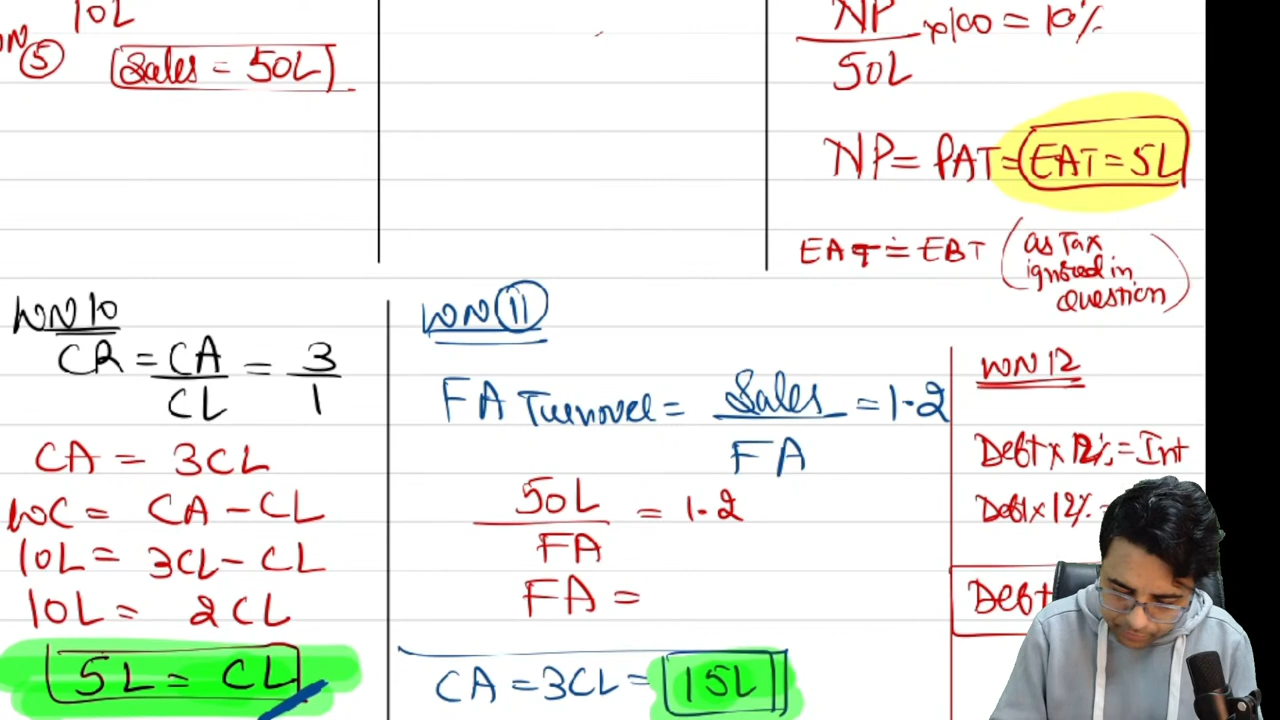 10L
WN 5
Sales = 50L
NP / 50L x100 = 10%
NP = PAT = EAT = 5L
EAT = EBT (as Tax ignored in question)
WN 10
CR = CA / CL = 3 / 1
CA = 3CL
WC = CA - CL
10L = 3CL - CL
10L = 2CL
5L = CL
WN 11
FA Turnover = Sales / FA = 1.2
50L / FA = 1.2
FA =
CA = 3CL = 15L
WN 12
Debt x 12% = Int
Debt x 12% =
Debt